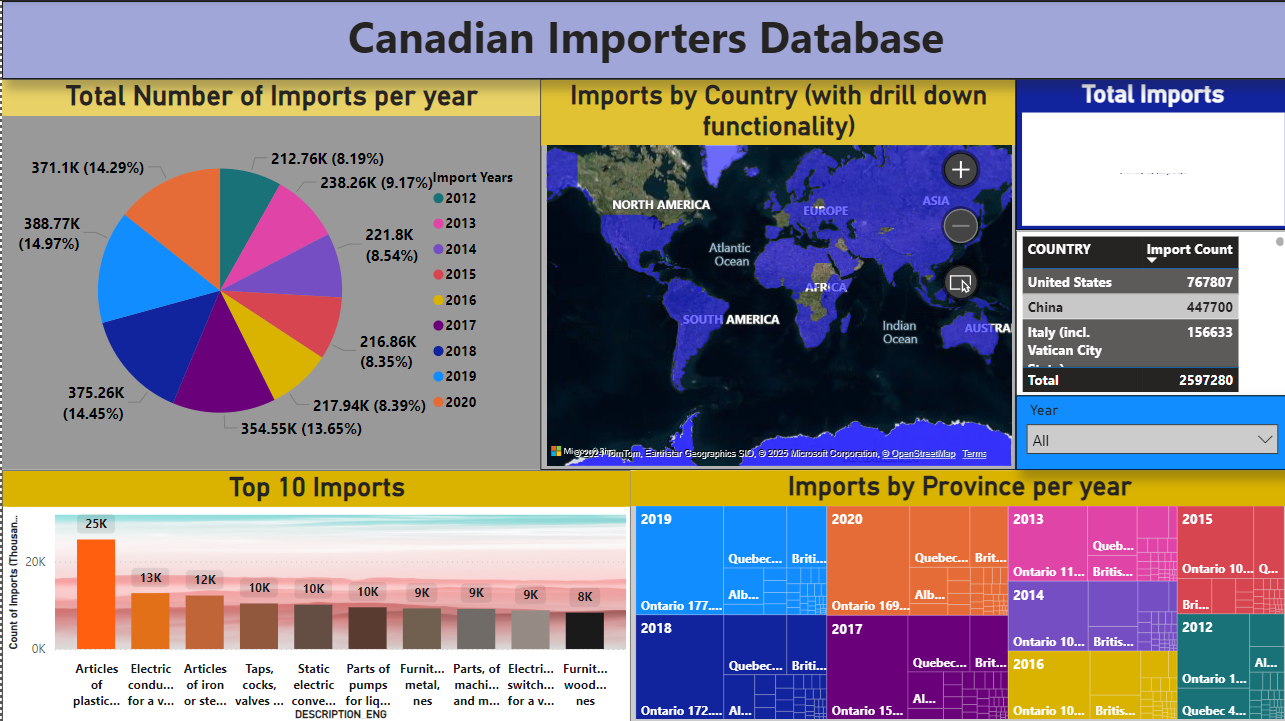 Canadian Importers Database
Total Number of Imports per year
371.1K (14.29%)
212.76K (8.19%)
238.26K (9.17%)
388.77K
(14.97%)
221.8K
(8.54%)
216.86K
(8.35%)
375.26K
(14.45%)
217.94K (8.39%)
354.55K (13.65%)
Import Years
2012
2013
2014
2015
2016
2017
2018
2019
2020
Imports by Country (with drill down
functionality)
NORTH AMERICA
EUROPE
ASIA
Atlantic
Ocean
AFRICA
SOUTH AMERICA
Indian
Ocean
AUSTRA
TomTom, Earthstar Geographics SIO, © 2025 Microsoft Corporation, © OpenStreetMap Terms
Total Imports
COUNTRY Import Count
United States 767807
China 447700
Italy (incl. 156633
Vatican City
Total 2597280
Year
All
Top 10 Imports
Count of Imports (Thousan...
20K
0K
25K
13K
12K
10K
10K
10K
9K
9K
9K
8K
Articles
of
plastic...
Electric
condu...
for a v...
Articles
of iron
or ste...
Taps,
cocks,
valves ...
Static
electric
conve...
Parts of
pumps
for liq...
Furnit...
metal,
nes
Parts, of
machi...
and m...
Electri...
switch...
for a v...
Furnit...
wood...
nes
DESCRIPTION_ENG
Imports by Province per year
2019
Quebec...
Briti...
Alb...
Ontario 177....
2020
Quebec...
Brit...
Alb...
Ontario 169...
2018
Quebec...
Briti...
Al...
Ontario 172....
2017
Quebec...
Brit...
Al...
Ontario 15...
2013
Queb...
Ontario 11...
Britis...
2014
Ontario 10...
Britis...
2016
Ontario 10...
Britis...
2015
Ontario 10...
Q...
Bri...
2012
Al...
Ontario 1...
Quebec 4...